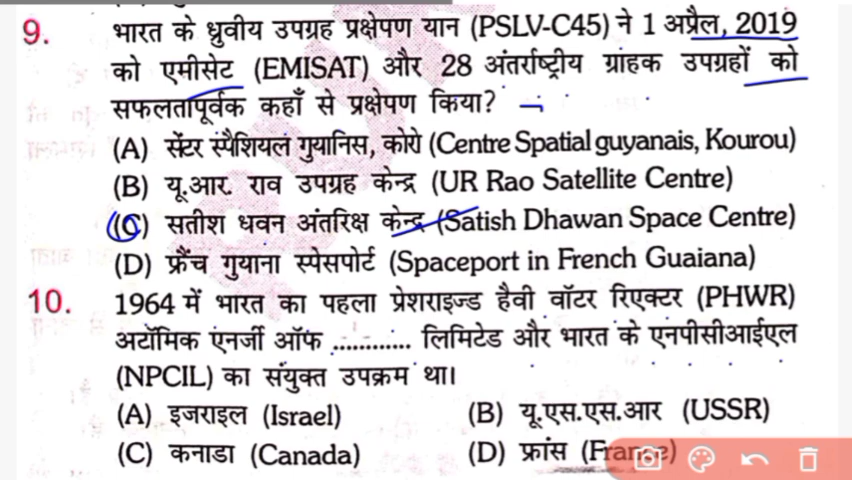 9. भारत के ध्रुवीय उपग्रह प्रक्षेपण यान (PSLV-C45) ने 1 अप्रैल, 2019
को एमीसेट (EMISAT) और 28 अंतर्राष्ट्रीय ग्राहक उपग्रहों को
सफलतापूर्वक कहाँ से प्रक्षेपण किया?
(A) सेंटर स्पैशियल गुयानिस, कोरो (Centre Spatial guyanais, Kourou)
(B) यू.आर. राव उपग्रह केन्द्र (UR Rao Satellite Centre)
(C) सतीश धवन अंतरिक्ष केन्द्र (Satish Dhawan Space Centre)
(D) फ्रैंच गुयाना स्पेसपोर्ट (Spaceport in French Guaiana)
10. 1964 में भारत का पहला प्रेशराइज्ड हैवी वॉटर रिएक्टर (PHWR)
अटॉमिक एनर्जी ऑफ ............ लिमिटेड और भारत के एनपीसीआईएल
(NPCIL) का संयुक्त उपक्रम था।
(A) इजराइल (Israel) (B) यू.एस.एस.आर (USSR)
(C) कनाडा (Canada) (D) फ्रांस (France)